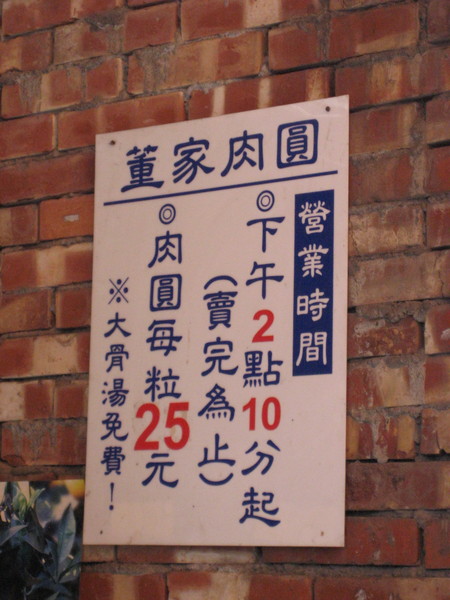 董家肉圓
營業時間
◎下午2點10分起
(賣完為止)
◎肉圓每粒25元
※大骨湯免費!